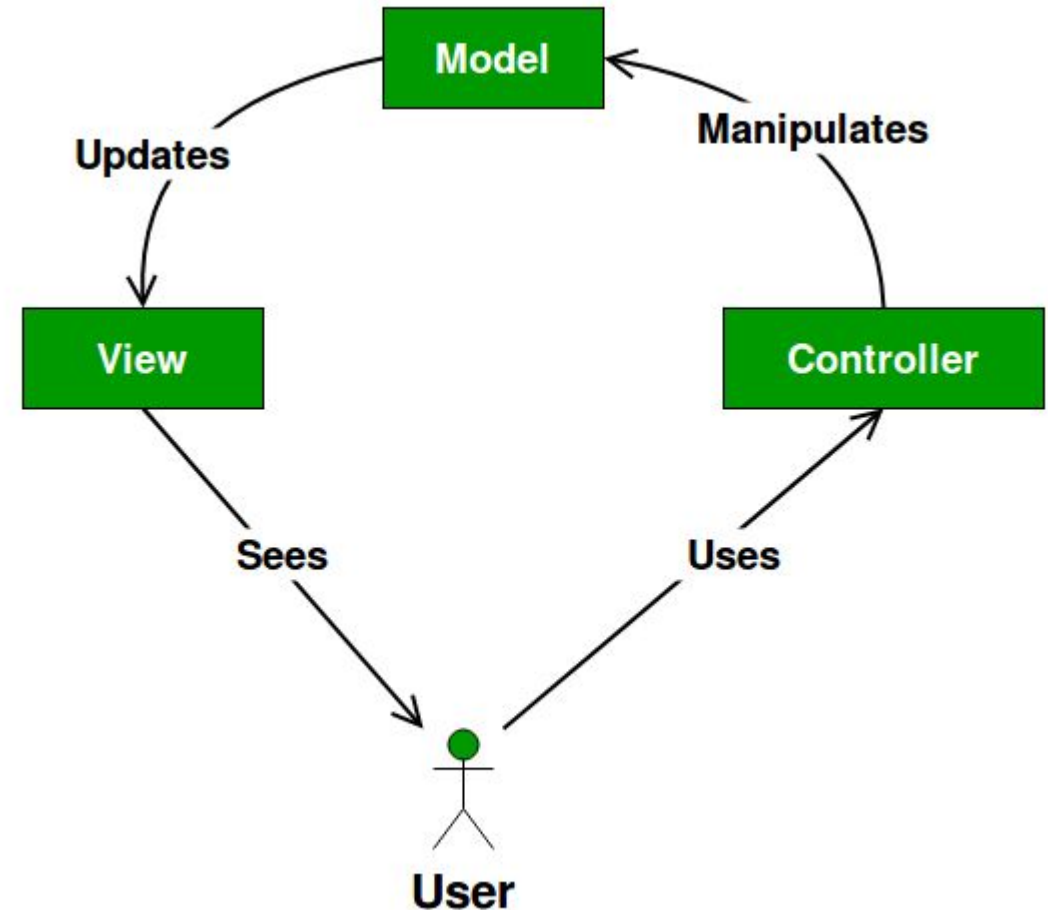 Model
Manipulates
Updates
View
Controller
Sees
Uses
User